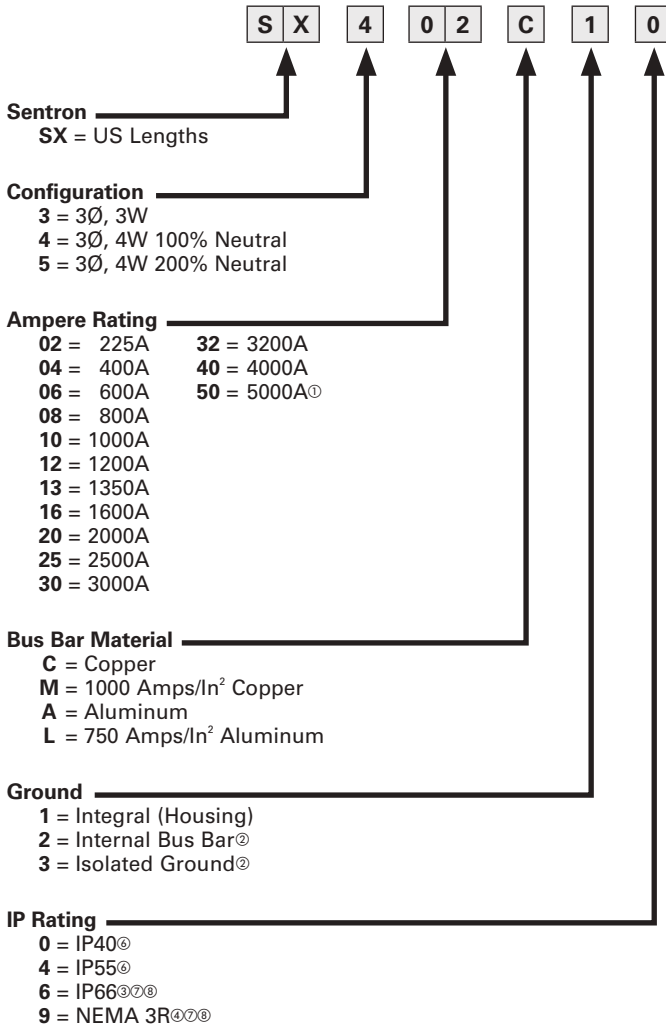 S X 4 0 2 C 1 0
Sentron
SX = US Lengths
Configuration
3 = 3Ø, 3W
4 = 3Ø, 4W 100% Neutral
5 = 3Ø, 4W 200% Neutral
Ampere Rating
02 = 225A 32 = 3200A
04 = 400A 40 = 4000A
06 = 600A 50 = 5000A①
08 = 800A
10 = 1000A
12 = 1200A
13 = 1350A
16 = 1600A
20 = 2000A
25 = 2500A
30 = 3000A
Bus Bar Material
C = Copper
M = 1000 Amps/In² Copper
A = Aluminum
L = 750 Amps/In² Aluminum
Ground
1 = Integral (Housing)
2 = Internal Bus Bar②
3 = Isolated Ground②
IP Rating
0 = IP40⑥
4 = IP55⑥
6 = IP66③⑦⑧
9 = NEMA 3R④⑦⑧